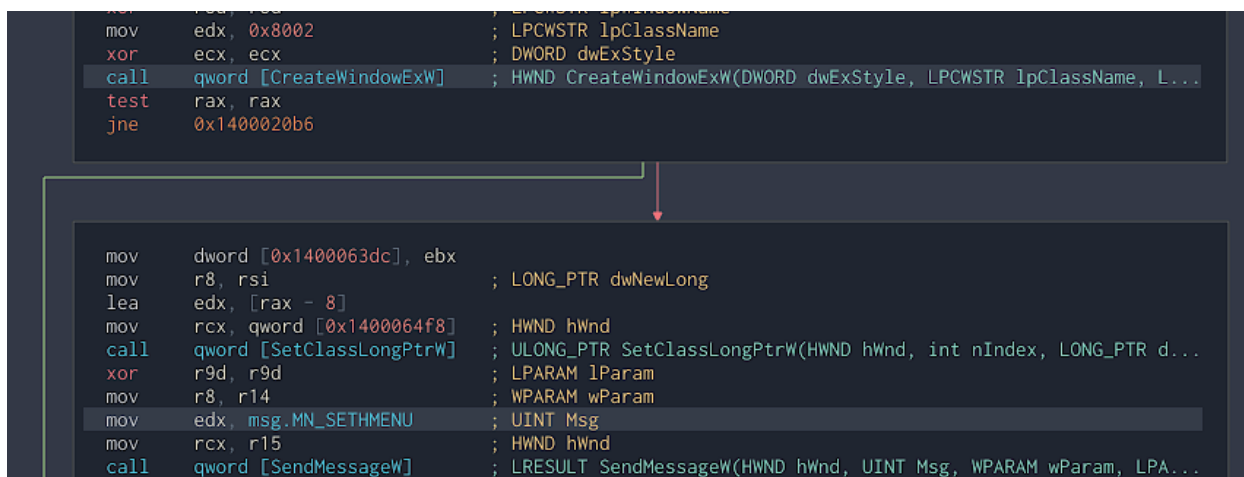 mov edx, 0x8002 ; LPCWSTR lpClassName
xor ecx, ecx ; DWORD dwExStyle
call qword [CreateWindowExW] ; HWND CreateWindowExW(DWORD dwExStyle, LPCWSTR lpClassName, L...
test rax, rax
jne 0x1400020b6
mov dword [0x1400063dc], ebx
mov r8, rsi ; LONG_PTR dwNewLong
lea edx, [rax - 8]
mov rcx, qword [0x1400064f8] ; HWND hWnd
call qword [SetClassLongPtrW] ; ULONG_PTR SetClassLongPtrW(HWND hWnd, int nIndex, LONG_PTR d...
xor r9d, r9d ; LPARAM lParam
mov r8, r14 ; WPARAM wParam
mov edx, msg.MN_SETHMENU ; UINT Msg
mov rcx, r15 ; HWND hWnd
call qword [SendMessageW] ; LRESULT SendMessageW(HWND hWnd, UINT Msg, WPARAM wParam, LPA...